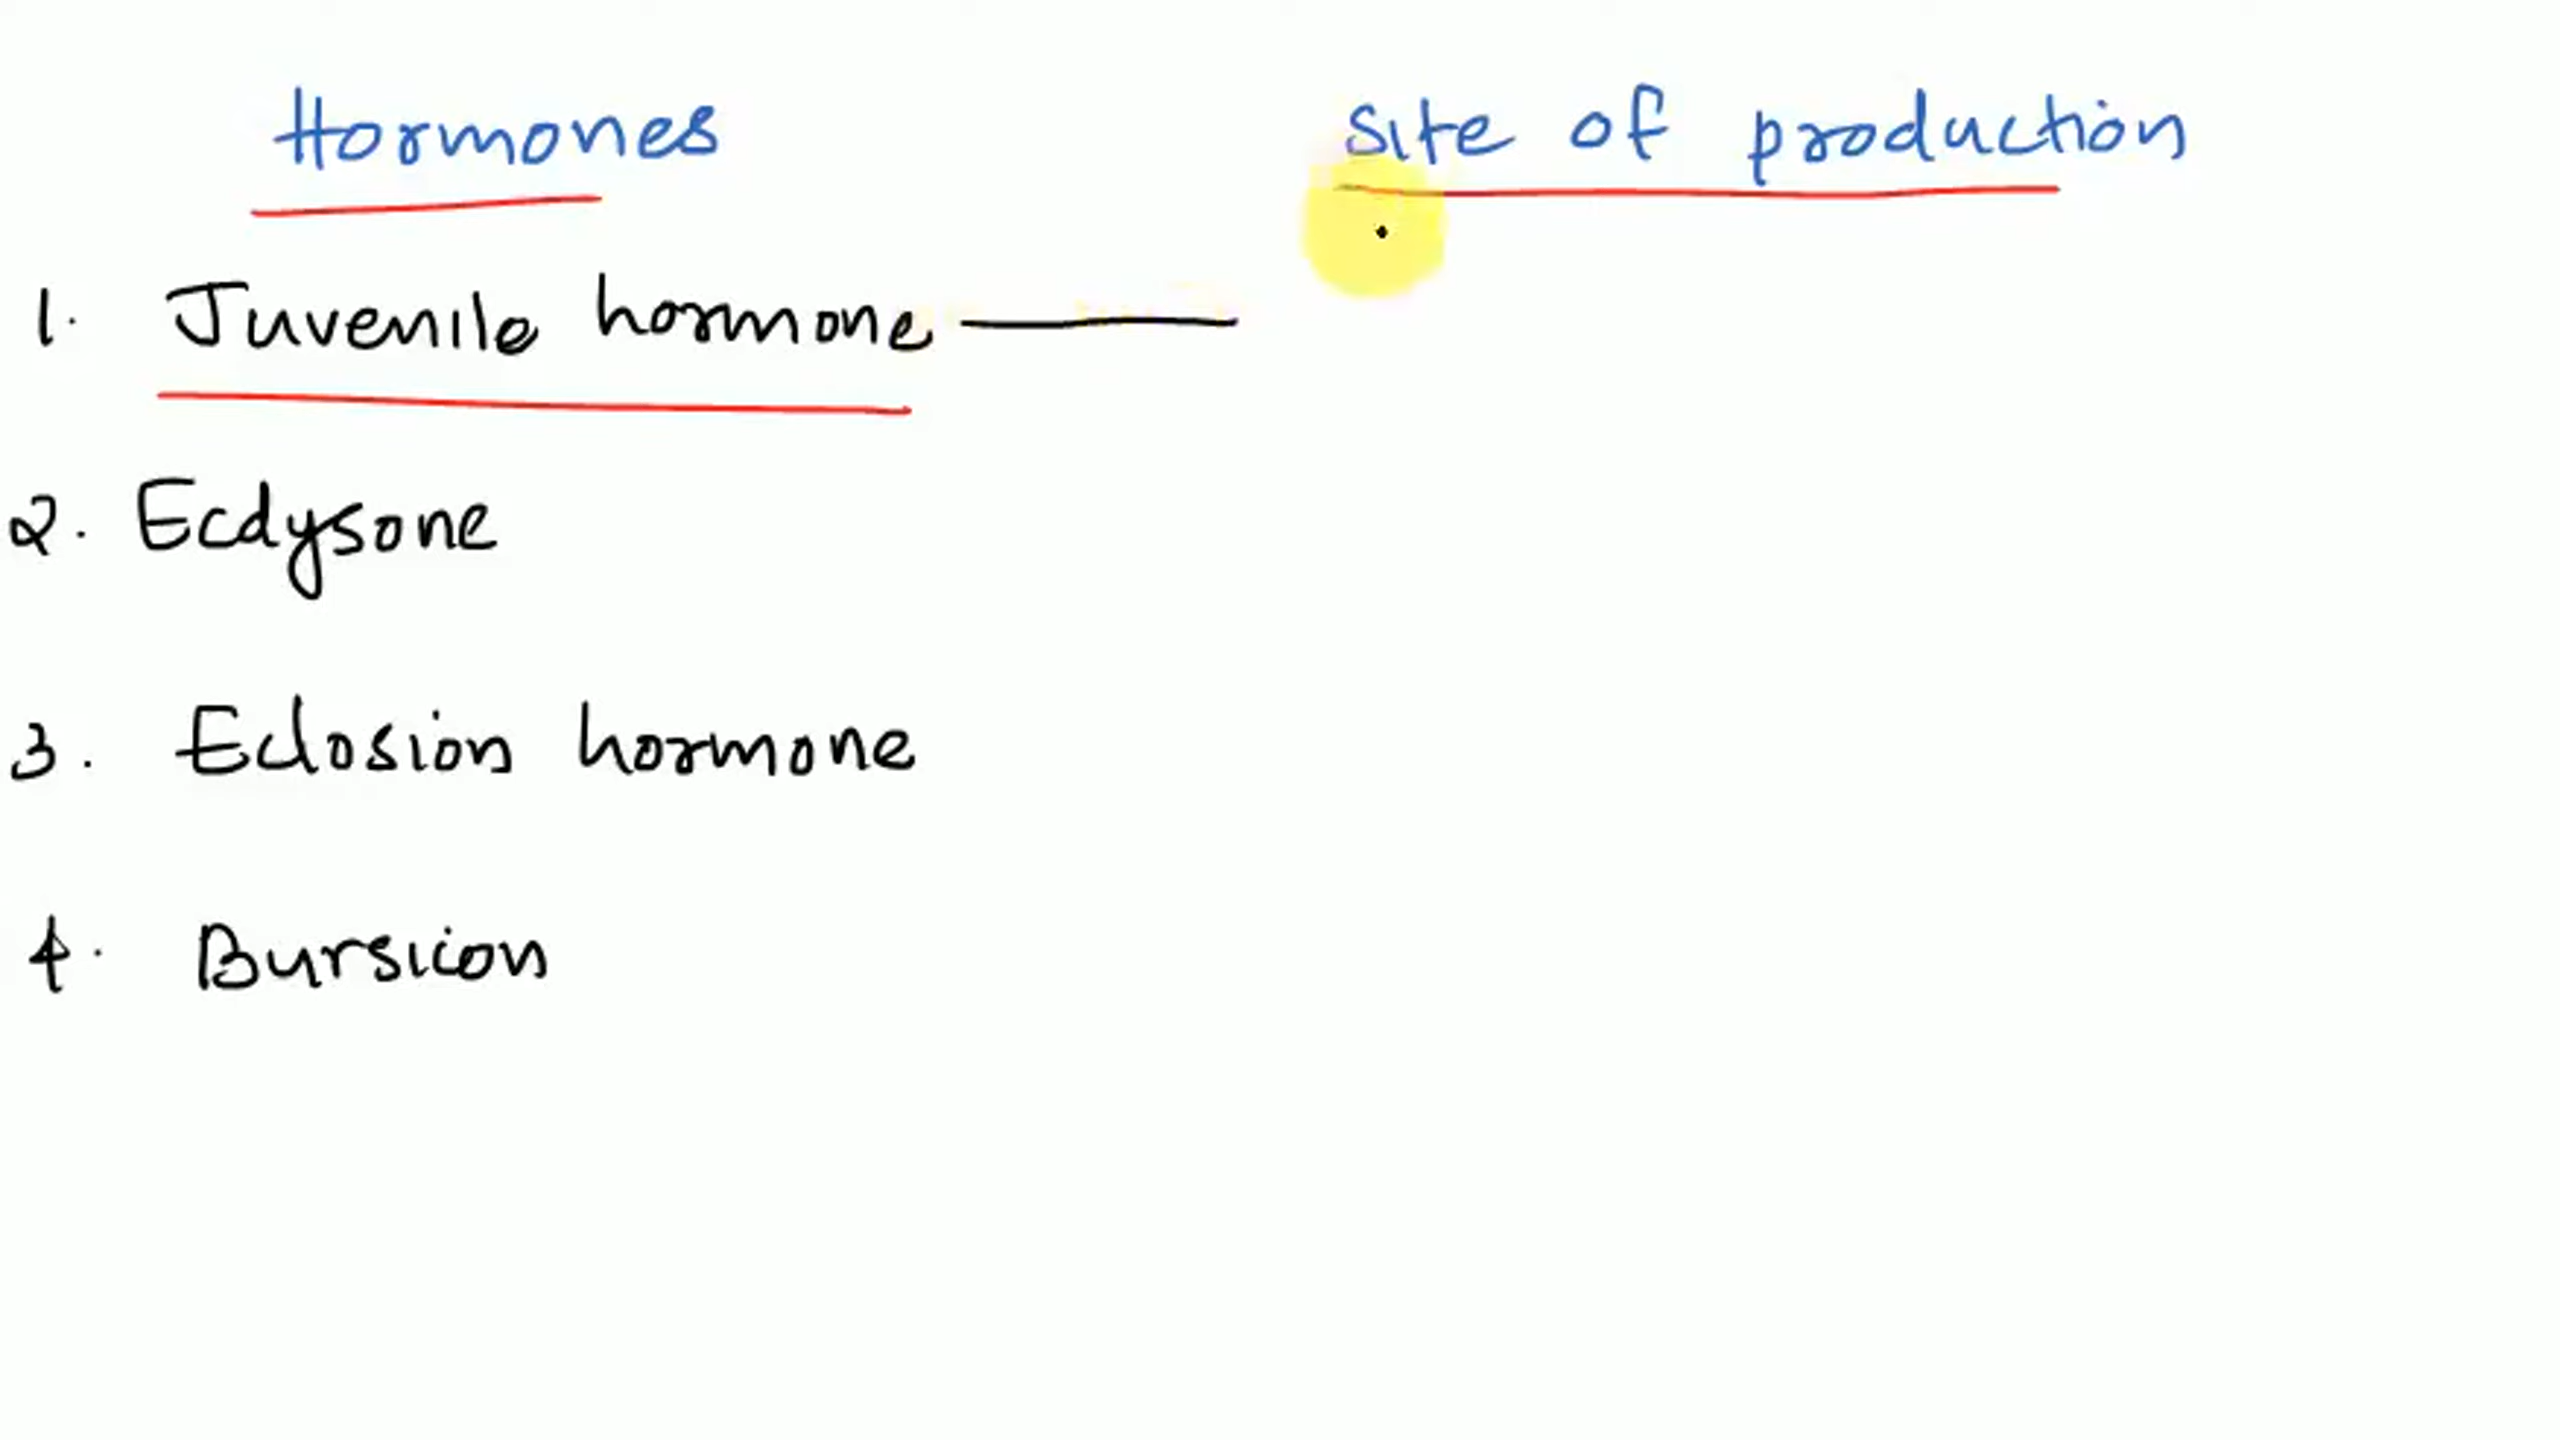 Hormones
Site of production
1. Juvenile hormone
2. Ecdysone
3. Eclosion hormone
4. Bursicon